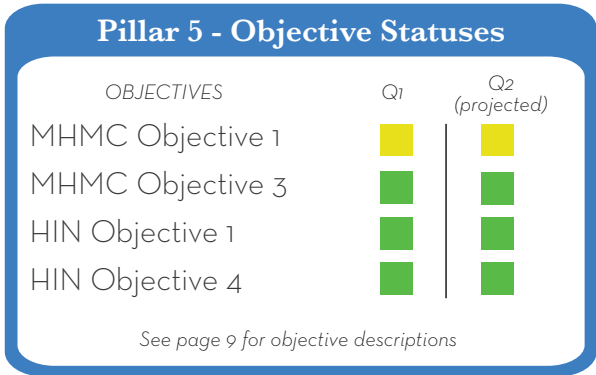 Pillar 5 - Objective Statuses
OBJECTIVES Q1 Q2 (projected)
MHMC Objective 1
MHMC Objective 3
HIN Objective 1
HIN Objective 4
See page 9 for objective descriptions